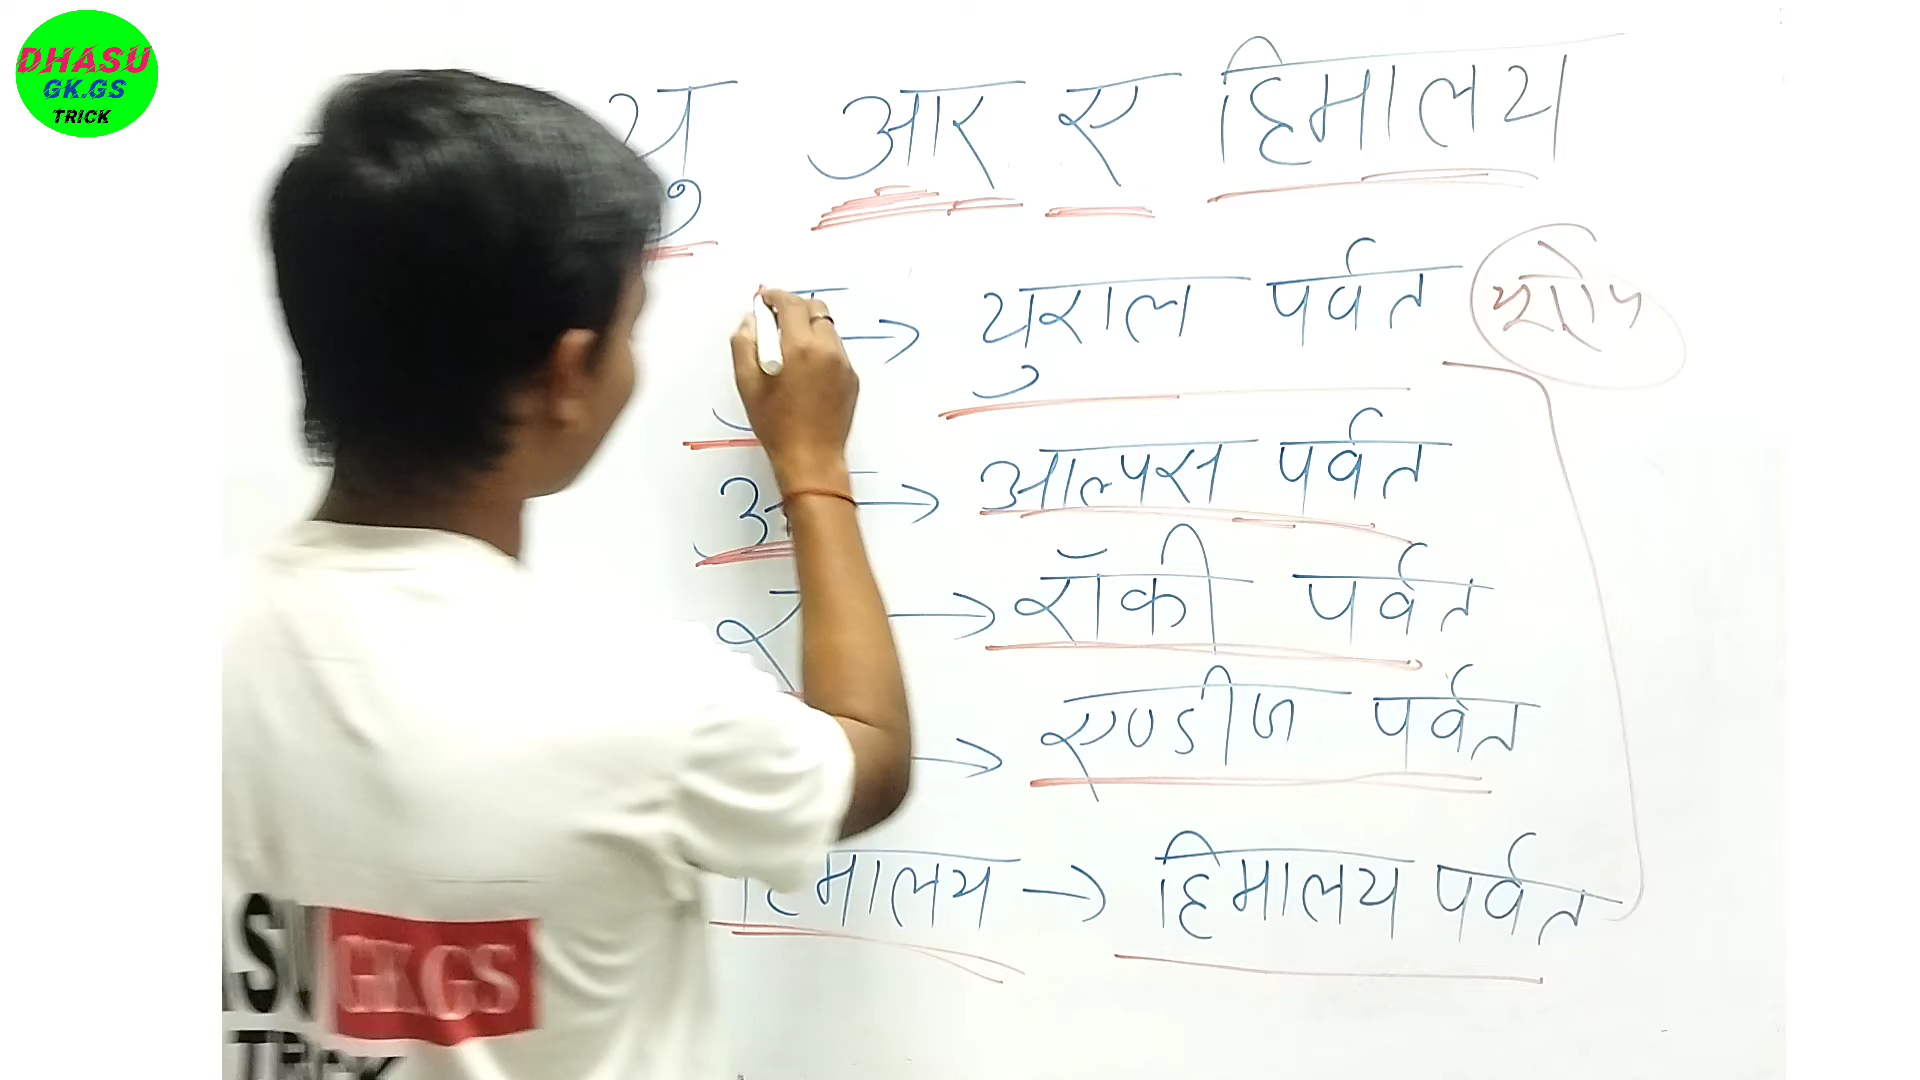 DHASU
GK.GS
TRICK
यु आर ए हिमालय
→ युराल पर्वत
→ आल्पस पर्वत
र → रॉकी पर्वत
→ एण्डीज पर्वत
हिमालय → हिमालय पर्वत
GKGS